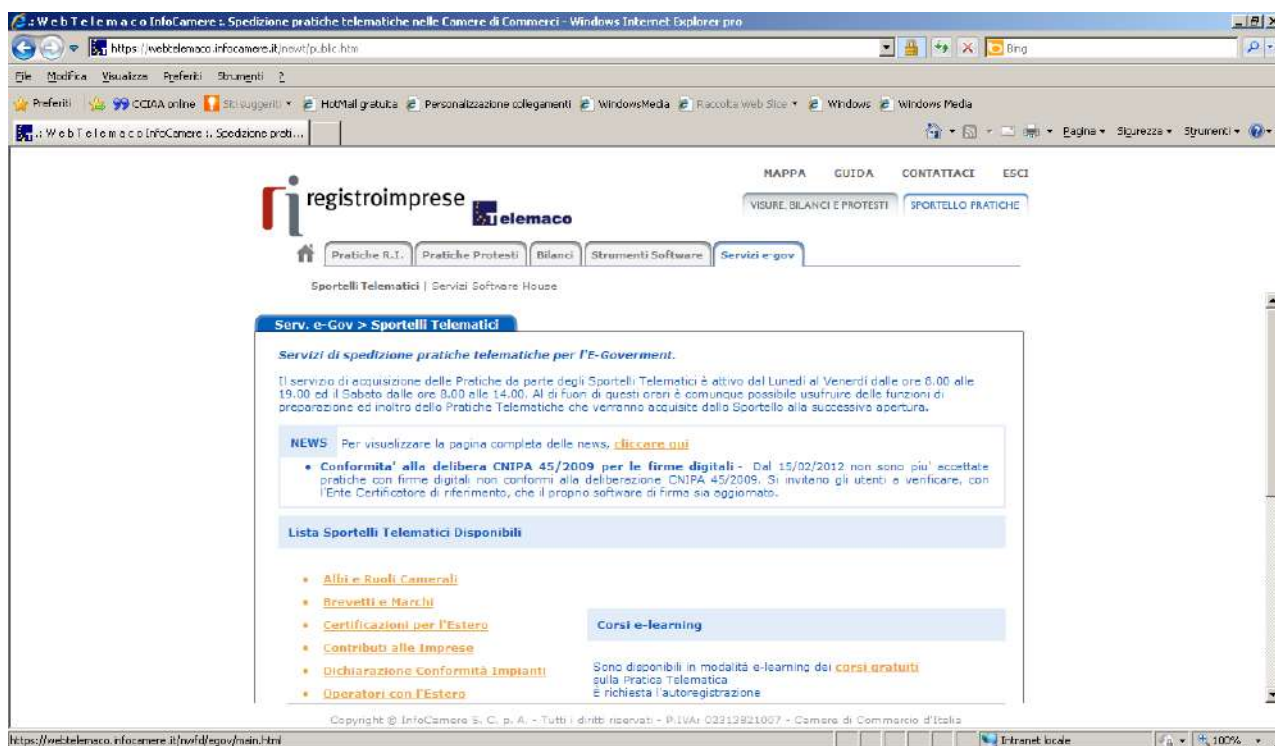 .: W e b T e l e m a c o InfoCamere :. Spedizione pratiche telematiche nelle Camere di Commerci - Windows Internet Explorer pro
https://webtelemaco.infocamere.it/newt/public.htm
Bing
File Modifica Visualizza Preferiti Strumenti ?
Preferiti CCIAA online Siti suggeriti HotMail gratuita Personalizzazione collegamenti WindowsMedia Raccolta Web Slice Windows Windows Media
.: W e b T e l e m a c o InfoCamere :. Spedizione prati...
Pagina Sicurezza Strumenti
MAPPA GUIDA CONTATTACI ESCI
registroimprese
Telemaco
VISURE, BILANCI E PROTESTI SPORTELLO PRATICHE
Pratiche R.I. Pratiche Protesti Bilanci Strumenti Software Servizi e-gov
Sportelli Telematici | Servizi Software House
Serv. e-Gov > Sportelli Telematici
Servizi di spedizione pratiche telematiche per l'E-Goverment.
Il servizio di acquisizione delle Pratiche da parte degli Sportelli Telematici è attivo dal Lunedì al Venerdì dalle ore 8.00 alle
19.00 ed il Sabato dalle ore 8.00 alle 14.00. Al di fuori di questi orari è comunque possibile usufruire delle funzioni di
preparazione ed inoltro delle Pratiche Telematiche che verranno acquisite dallo Sportello alla successiva apertura.
NEWS Per visualizzare la pagina completa delle news, cliccare qui
• Conformita' alla delibera CNIPA 45/2009 per le firme digitali - Dal 15/02/2012 non sono piu' accettate
pratiche con firme digitali non conformi alla deliberazione CNIPA 45/2009. Si invitano gli utenti a verificare, con
l'Ente Certificatore di riferimento, che il proprio software di firma sia aggiornato.
Lista Sportelli Telematici Disponibili
• Albi e Ruoli Camerali
• Brevetti e Marchi
• Certificazioni per l'Estero
• Contributi alle Imprese
• Dichiarazione Conformità Impianti
• Operatori con l'Estero
Corsi e-learning
Sono disponibili in modalità e-learning dei corsi gratuiti
sulla Pratica Telematica
È richiesta l'autoregistrazione
Copyright © InfoCamere S. C. p. A. - Tutti i diritti riservati - P.IVA: 02313821007 - Camere di Commercio d'Italia
https://webtelemaco.infocamere.it/nwfd/egov/main.html
Intranet locale
100%